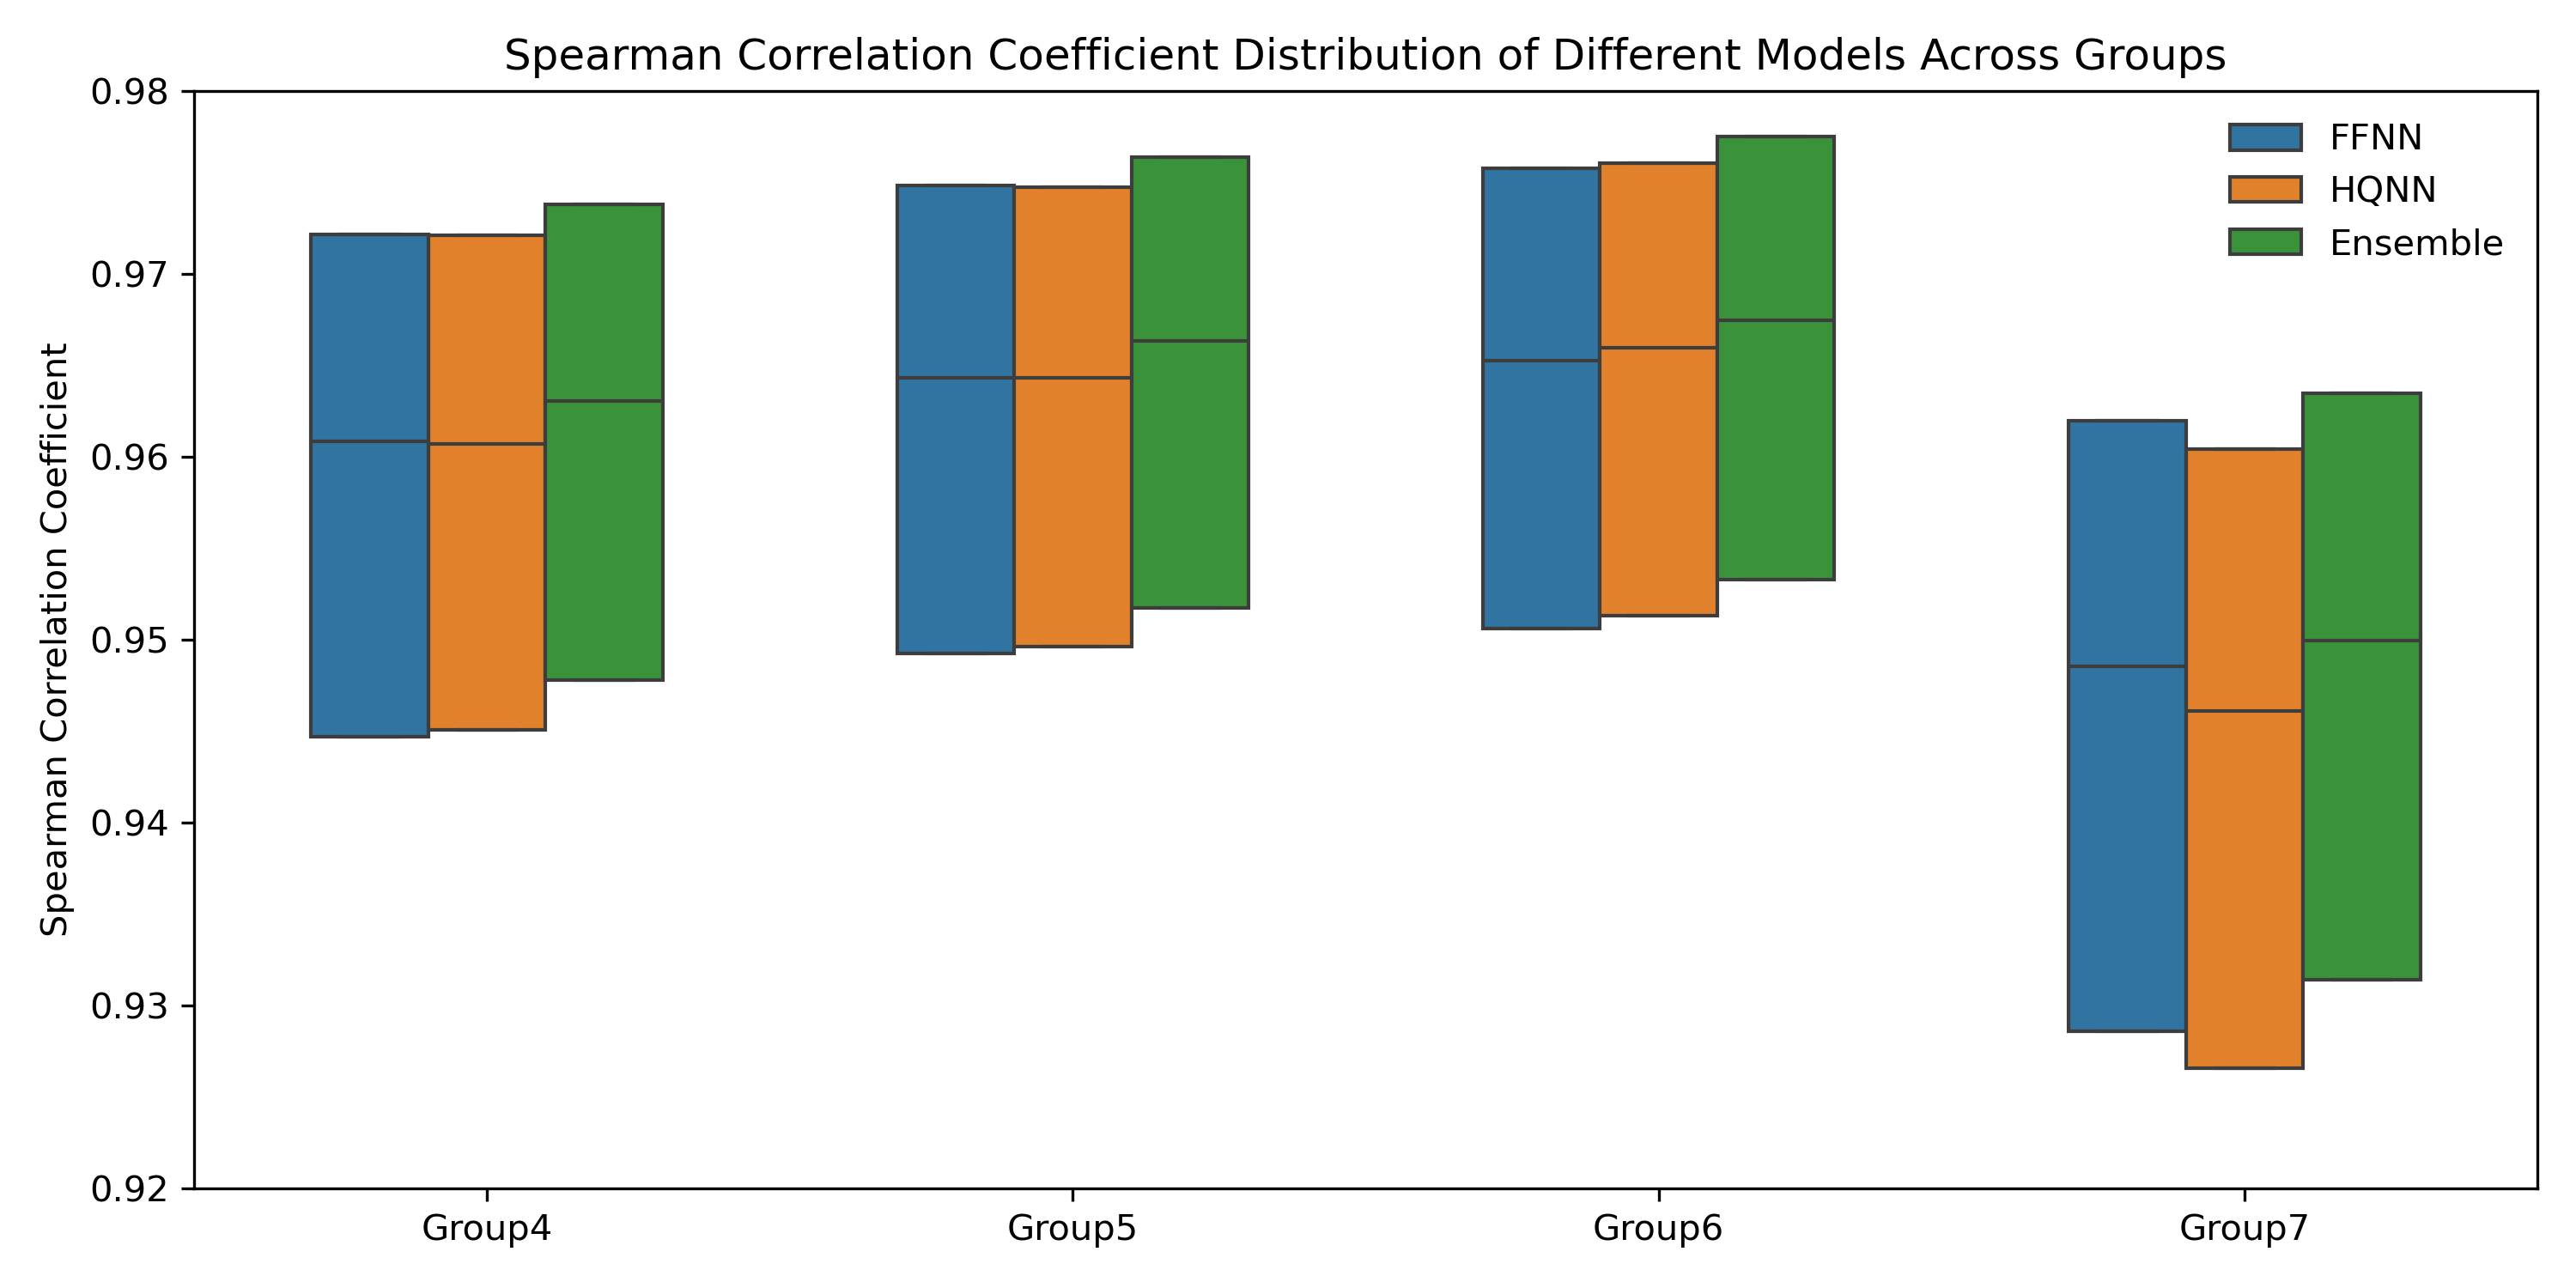 Spearman Correlation Coefficient Distribution of Different Models Across Groups
Spearman Correlation Coefficient
0.98
0.97
0.96
0.95
0.94
0.93
0.92
FFNN
HQNN
Ensemble
Group4
Group5
Group6
Group7